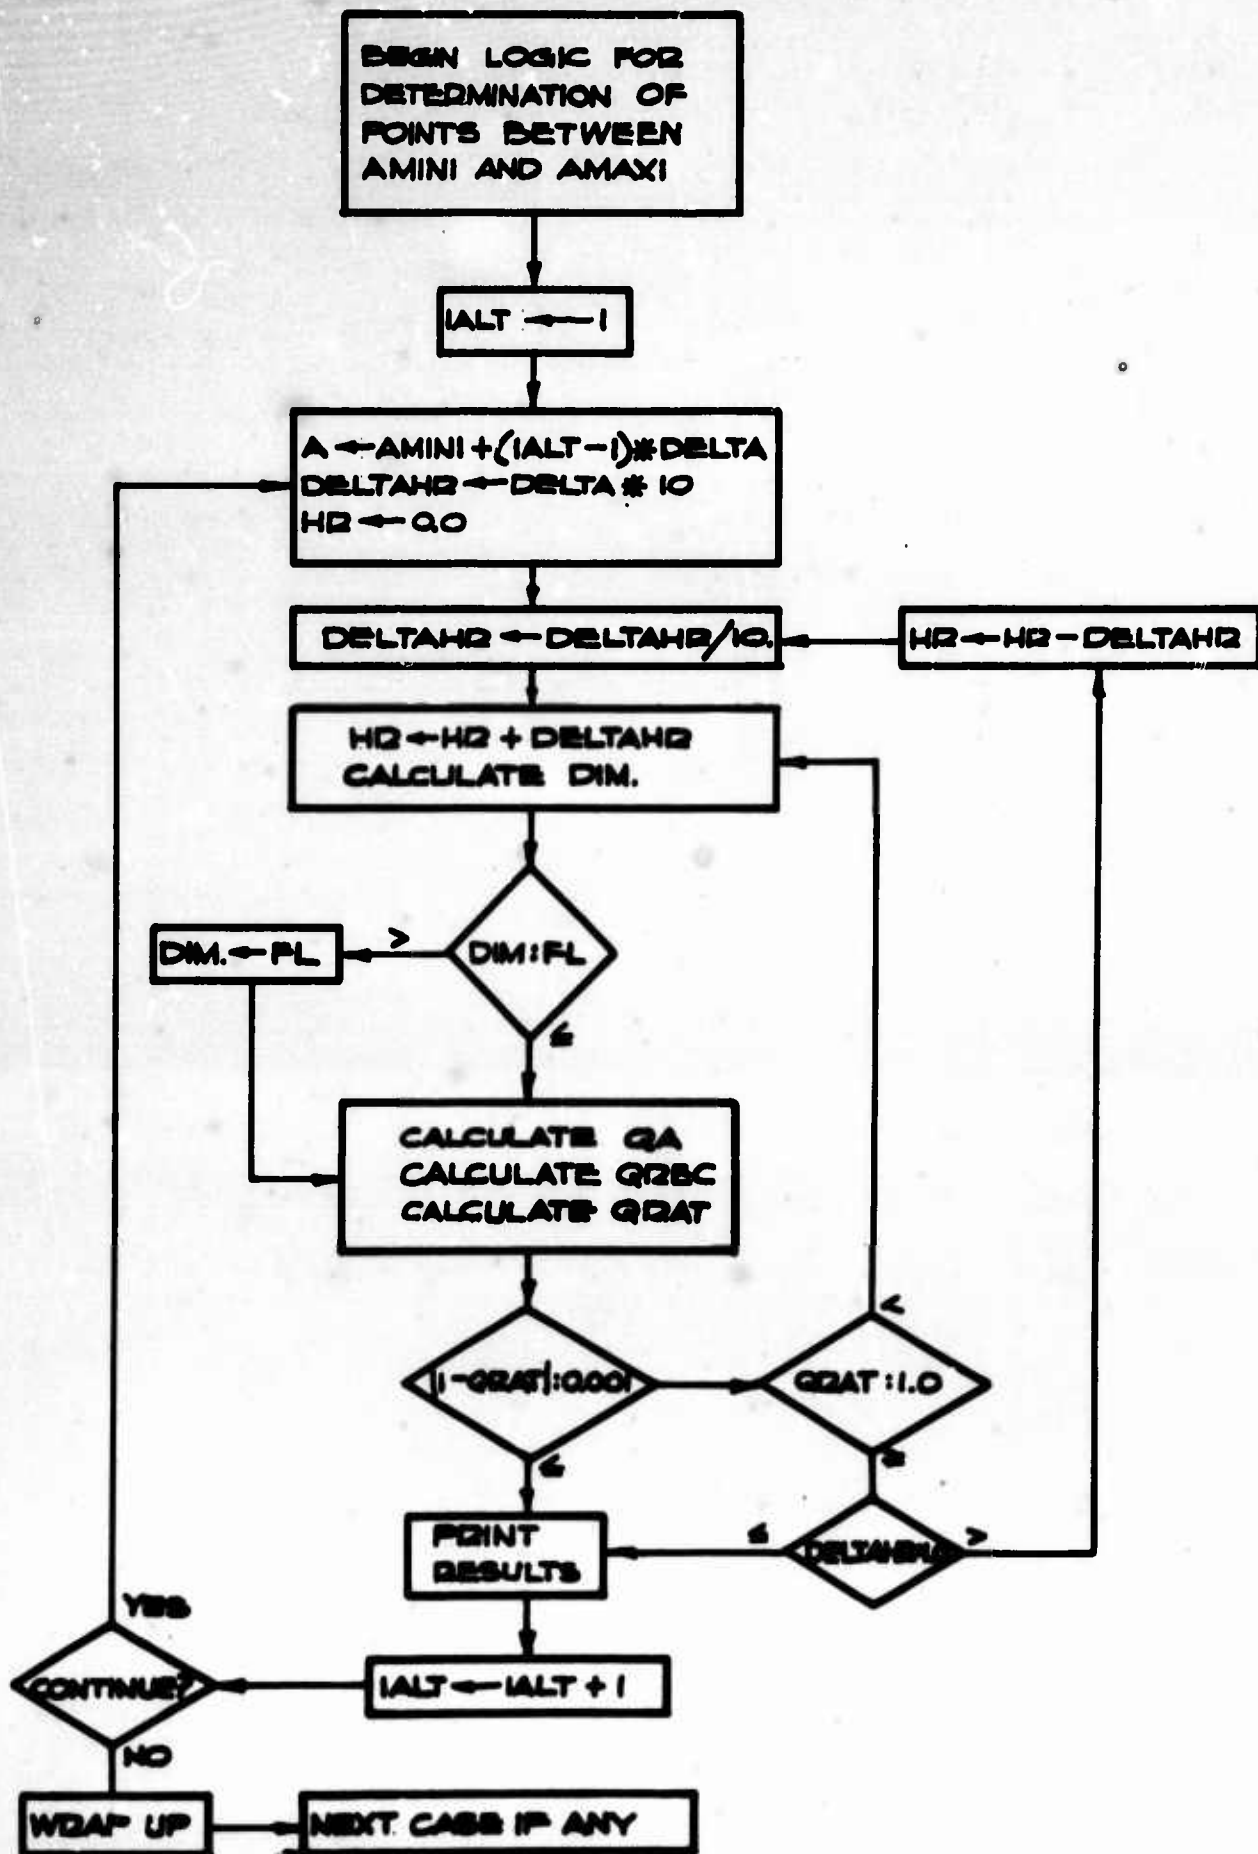 BEGIN LOGIC FOR
DETERMINATION OF
POINTS BETWEEN
AMINI AND AMAXI
IALT ← 1
A ← AMINI + (IALT - 1) * DELTA
DELTAHR ← DELTA * 10
HR ← 0.0
DELTAHR ← DELTAHR/10.
HR ← HR - DELTAHR
HR ← HR + DELTAHR
CALCULATE DIM.
DIM. ← FL
>
DIM : FL
≤
CALCULATE QA
CALCULATE QREC
CALCULATE QRAT
<
|1 - QRAT| : 0.001
QRAT : 1.0
≤
≥
PRINT
RESULTS
≤
>
YES
CONTINUE?
IALT ← IALT + 1
NO
WRAP UP
NEXT CASE IF ANY